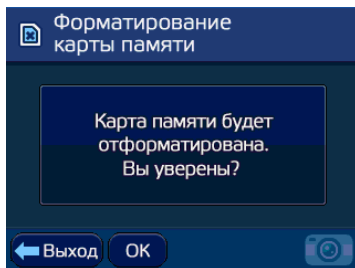 Форматирование
карты памяти
Карта памяти будет
отформатирована.
Вы уверены?
Выход OK